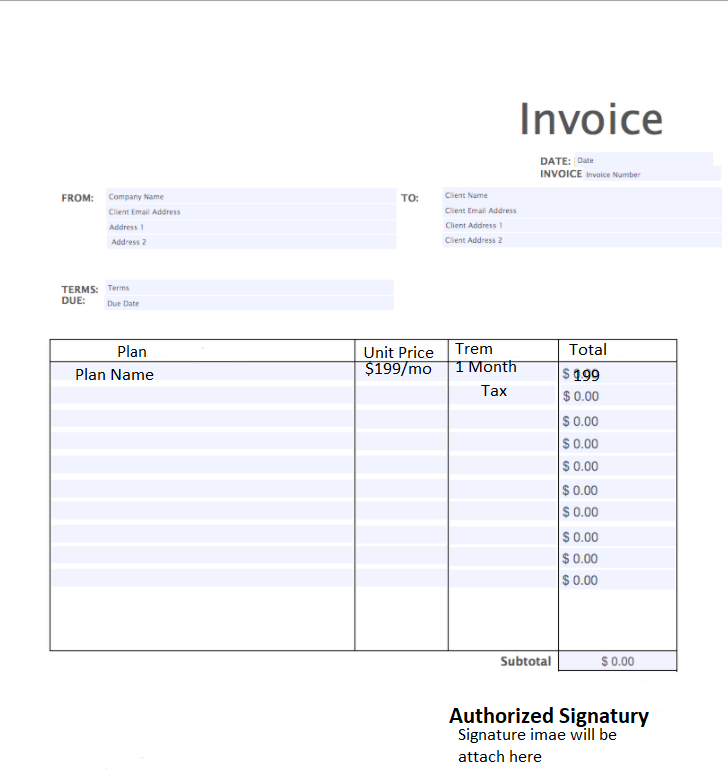 Invoice
DATE: Date
INVOICE Invoice Number
FROM: Company Name
Client Email Address
Address 1
Address 2
TO: Client Name
Client Email Address
Client Address 1
Client Address 2
TERMS: Terms
DUE: Due Date
Plan Unit Price Trem Total
Plan Name $199/mo 1 Month $ 199
Tax $ 0.00
$ 0.00
$ 0.00
$ 0.00
$ 0.00
$ 0.00
$ 0.00
$ 0.00
$ 0.00
Subtotal $ 0.00
Authorized Signatury
Signature imae will be
attach here